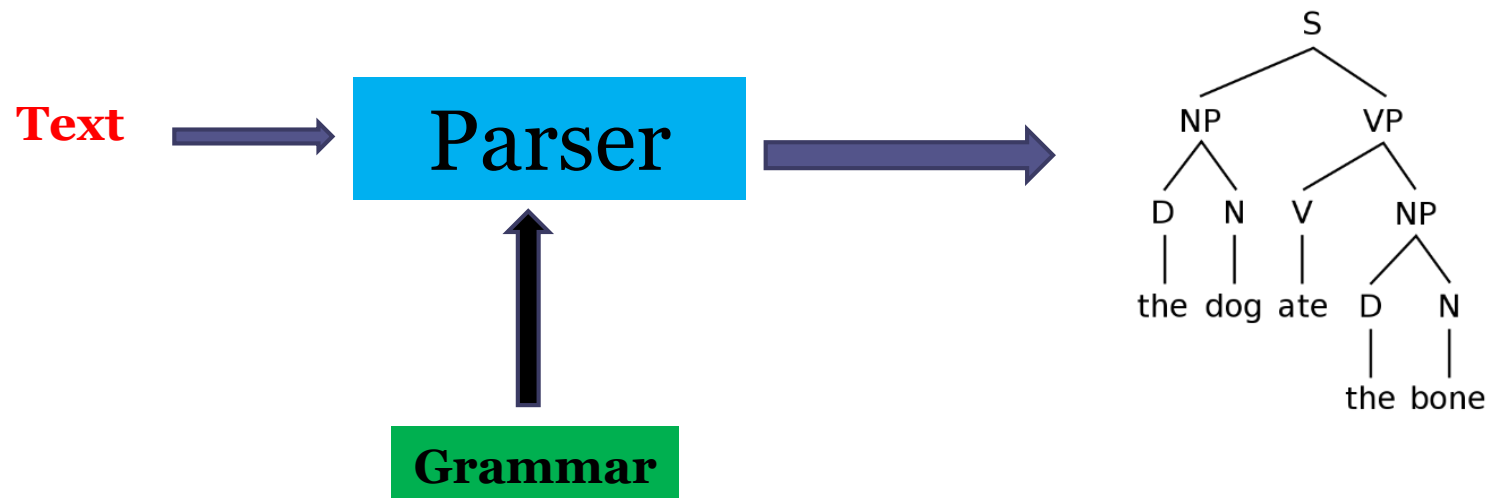 Text
Parser
Grammar
S
NP VP
D N V NP
the dog ate D N
the bone